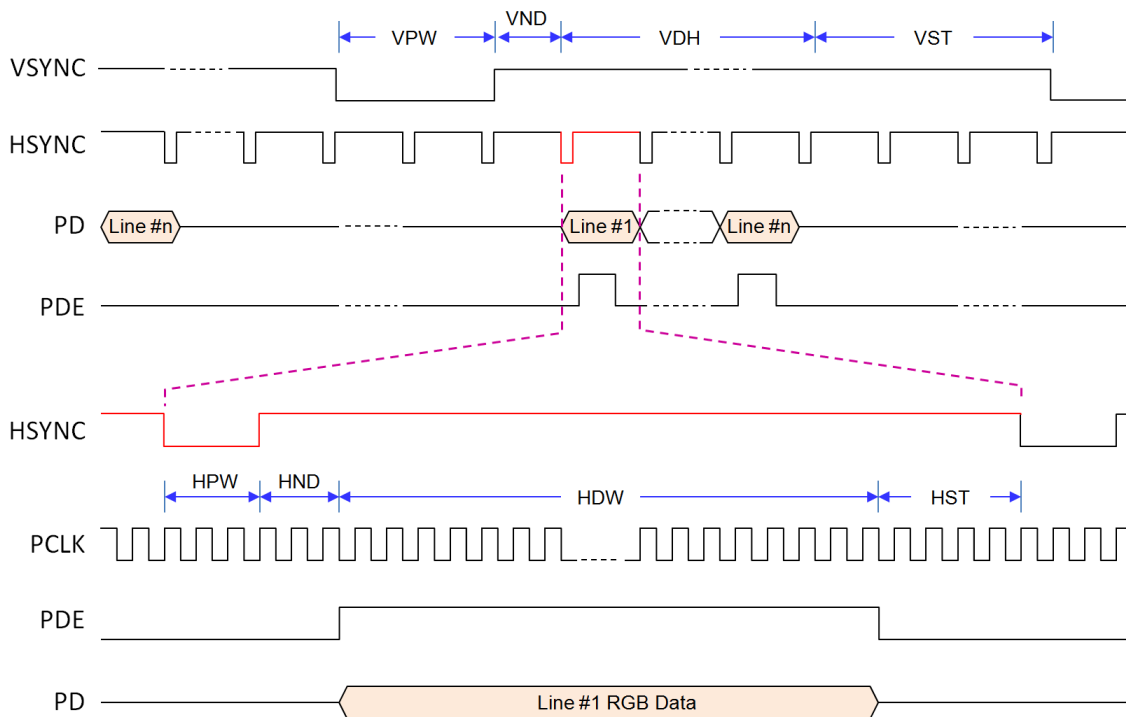 VND
VPW
VDH
VST
VSYNC
HSYNC
PD
Line #n
Line #1
Line #n
PDE
HSYNC
HPW
HND
HDW
HST
PCLK
PDE
PD
Line #1 RGB Data